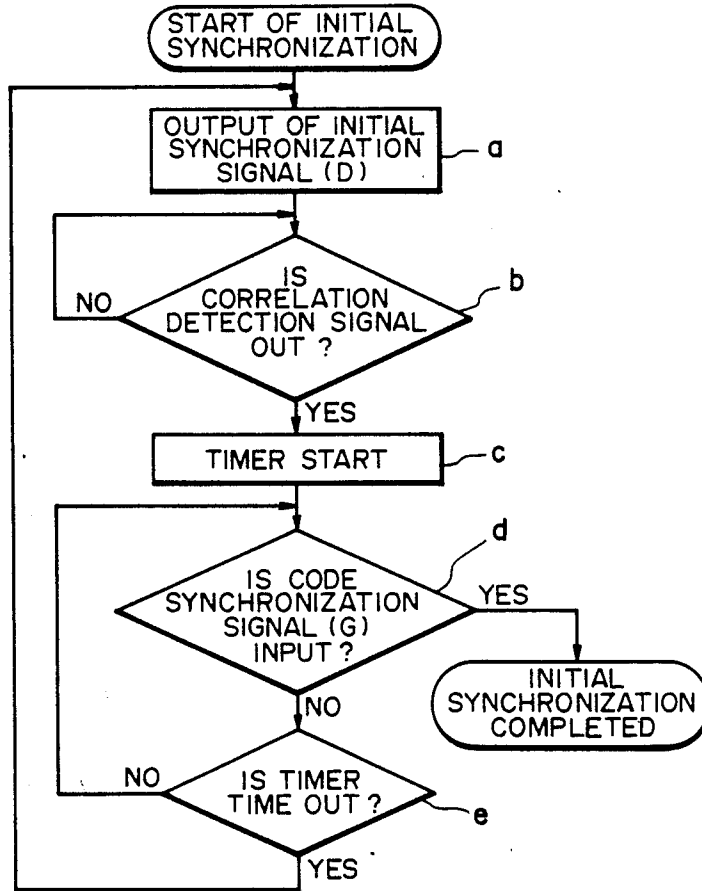 START OF INITIAL
SYNCHRONIZATION
OUTPUT OF INITIAL
SYNCHRONIZATION
SIGNAL (D)
a
IS
CORRELATION
DETECTION SIGNAL
OUT ?
b
NO
YES
TIMER START
c
d
IS CODE
SYNCHRONIZATION
SIGNAL (G)
INPUT ?
YES
INITIAL
SYNCHRONIZATION
COMPLETED
NO
NO
IS TIMER
TIME OUT ?
e
YES